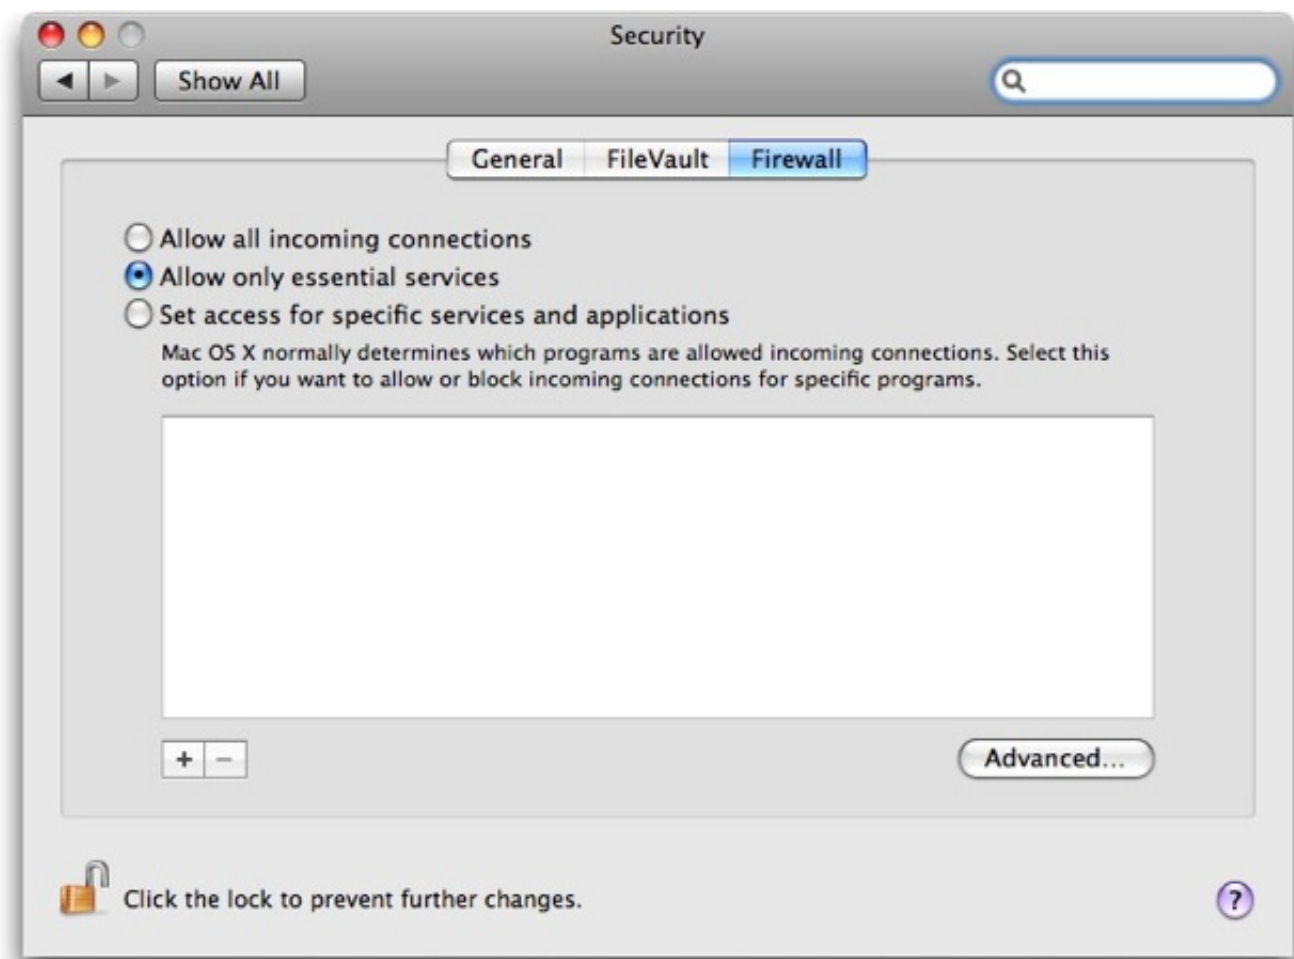 Security
Show All
General FileVault Firewall
Allow all incoming connections
Allow only essential services
Set access for specific services and applications
Mac OS X normally determines which programs are allowed incoming connections. Select this
option if you want to allow or block incoming connections for specific programs.
+ −
Advanced...
Click the lock to prevent further changes.
?